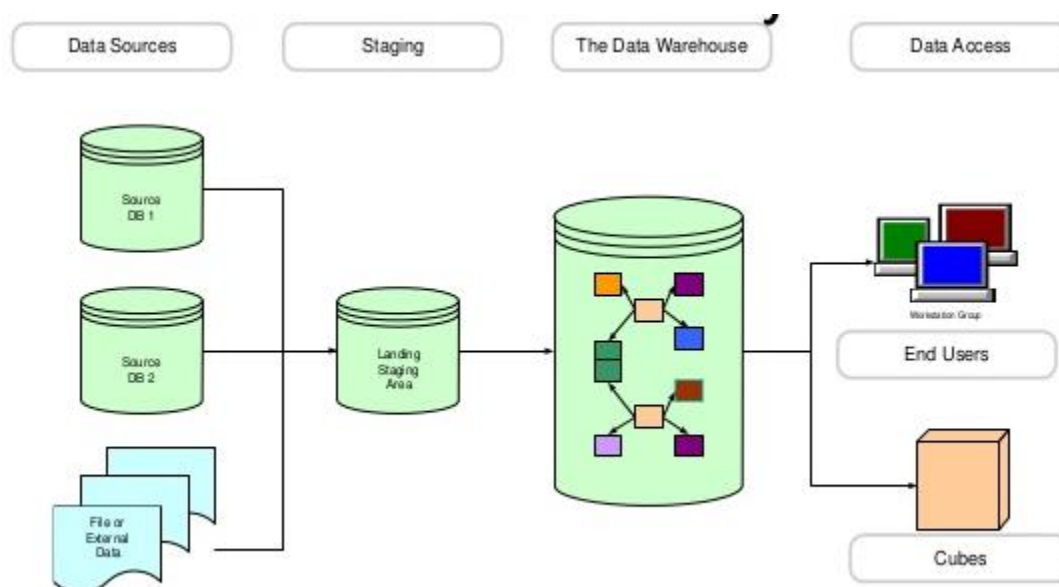 Data Sources
Staging
The Data Warehouse
Data Access
Source
DB 1
Source
DB 2
File or
External
Data
Landing
Staging
Area
Workstation Group
End Users
Cubes